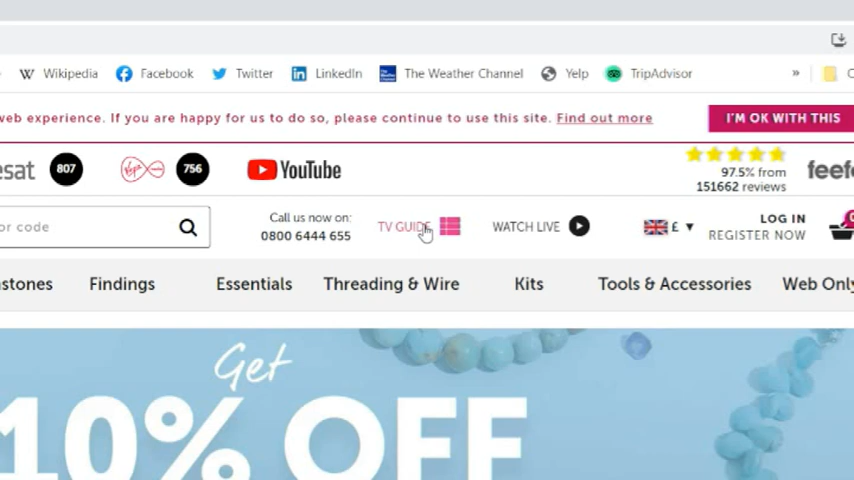 Wikipedia Facebook Twitter LinkedIn The Weather Channel Yelp TripAdvisor »
web experience. If you are happy for us to do so, please continue to use this site. Find out more I'M OK WITH THIS
807 756 YouTube
97.5% from
151662 reviews
or code
Call us now on:
0800 6444 655
TV GUIDE WATCH LIVE £ LOG IN
REGISTER NOW
Findings Essentials Threading & Wire Kits Tools & Accessories Web Only
Get
10% OFF